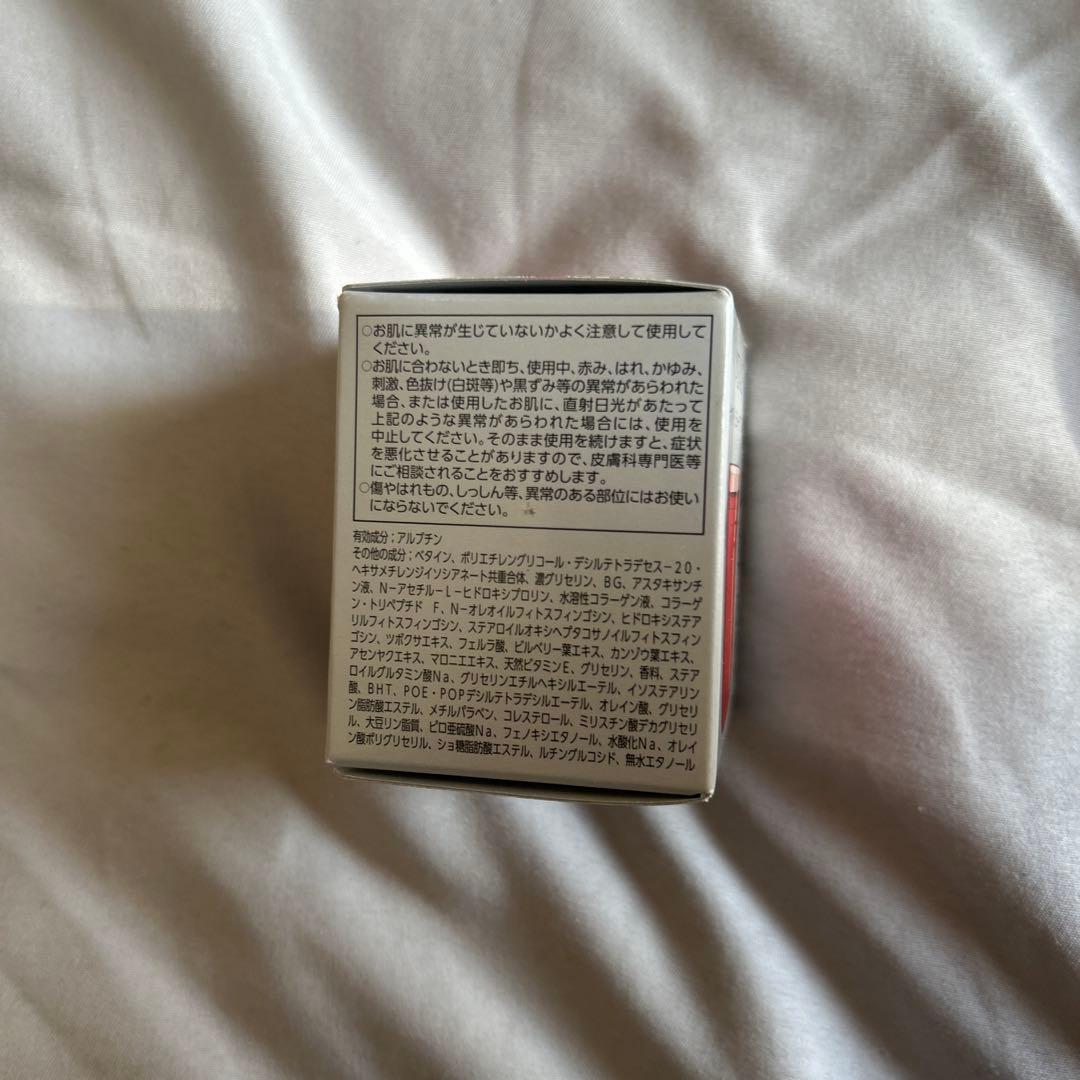 ○お肌に異常が生じていないかよく注意して使用して
ください。
○お肌に合わないとき即ち、使用中、赤み、はれ、かゆみ、
刺激、色抜け(白斑等)や黒ずみ等の異常があらわれた
場合、または使用したお肌に、直射日光があたって
上記のような異常があらわれた場合には、使用を
中止してください。そのまま使用を続けますと、症状
を悪化させることがありますので、皮膚科専門医等
にご相談されることをおすすめします。
○傷やはれもの、しっしん等、異常のある部位にはお使い
にならないでください。
有効成分：アルブチン
その他の成分：ベタイン、ポリエチレングリコール・デシルテトラデセス－20・
ヘキサメチレンジイソシアネート共重合体、濃グリセリン、BG、アスタキサンチ
ン液、N－アセチル－L－ヒドロキシプロリン、水溶性コラーゲン液、コラーゲ
ン・トリペプチド F、N－オレオイルフィトスフィンゴシン、ヒドロキシステア
リルフィトスフィンゴシン、ステアロイルオキシヘプタコサノイルフィトスフィン
ゴシン、ツボクサエキス、フェルラ酸、ビルベリー葉エキス、カンゾウ葉エキス、
アセンヤクエキス、マロニエエキス、天然ビタミンE、グリセリン、香料、ステア
ロイルグルタミン酸Na、グリセリンエチルヘキシルエーテル、イソステアリン
酸、BHT、POE・POPデシルテトラデシルエーテル、オレイン酸、グリセリ
ン脂肪酸エステル、メチルパラベン、コレステロール、ミリスチン酸デカグリセリ
ル、大豆リン脂質、ピロ亜硫酸Na、フェノキシエタノール、水酸化Na、オレイ
ン酸ポリグリセリル、ショ糖脂肪酸エステル、ルチングルコシド、無水エタノール